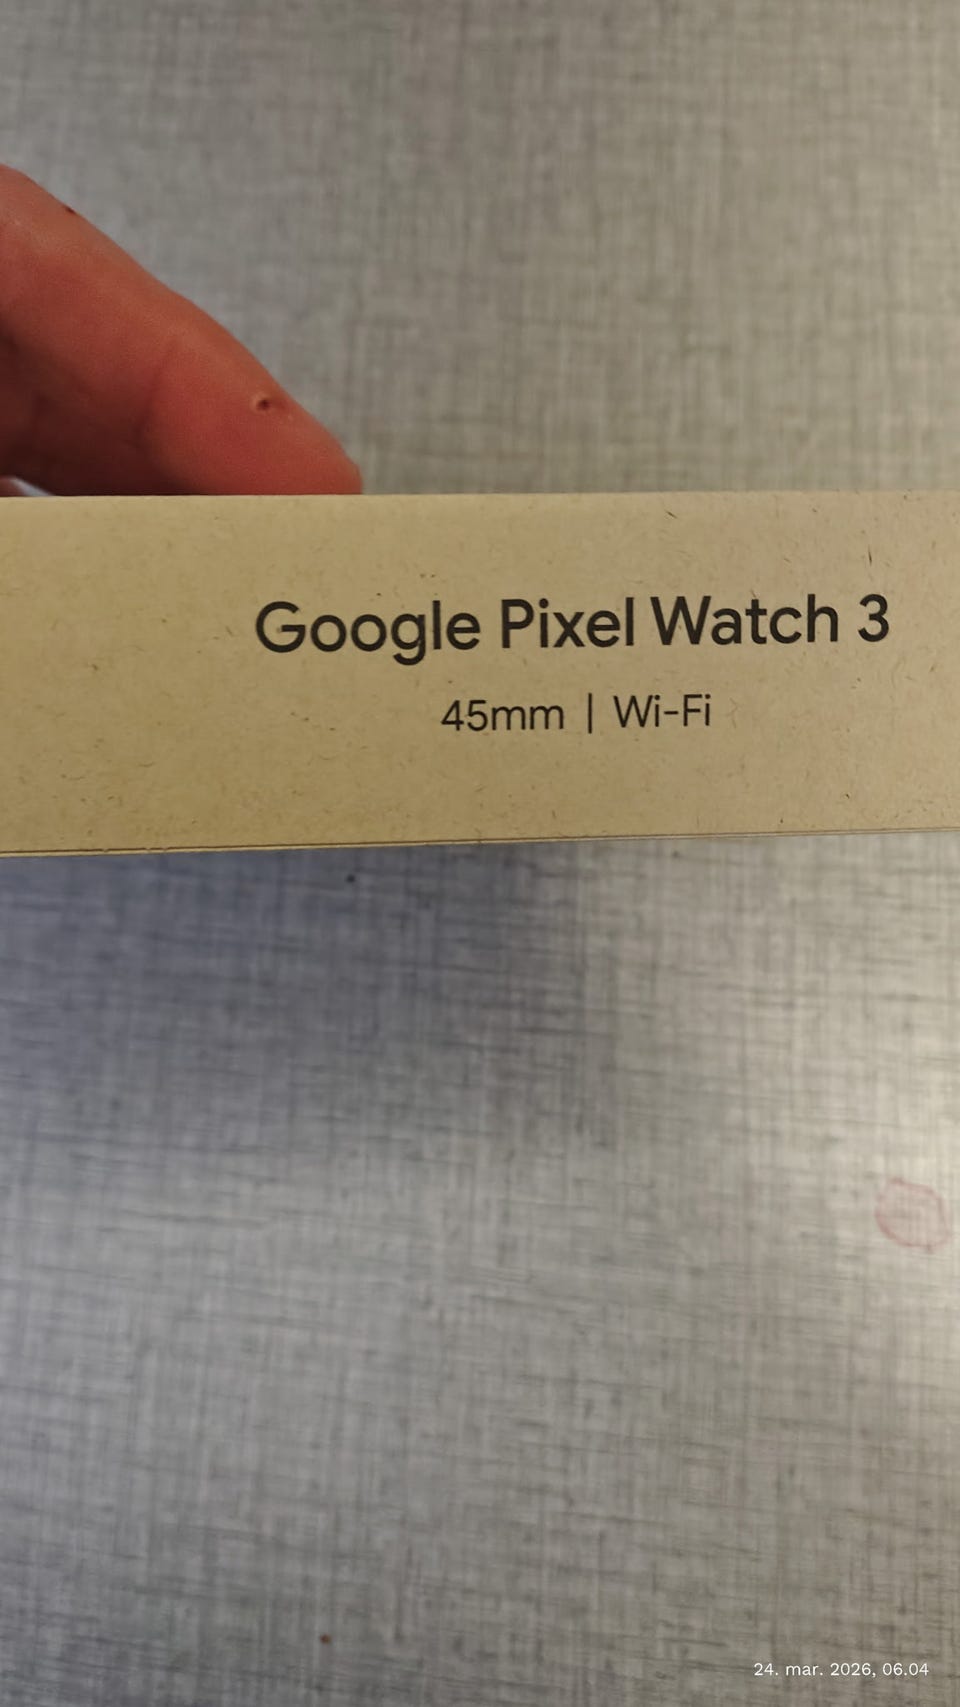 Google Pixel Watch 3
45mm | Wi-Fi
24. mar. 2026, 06.04